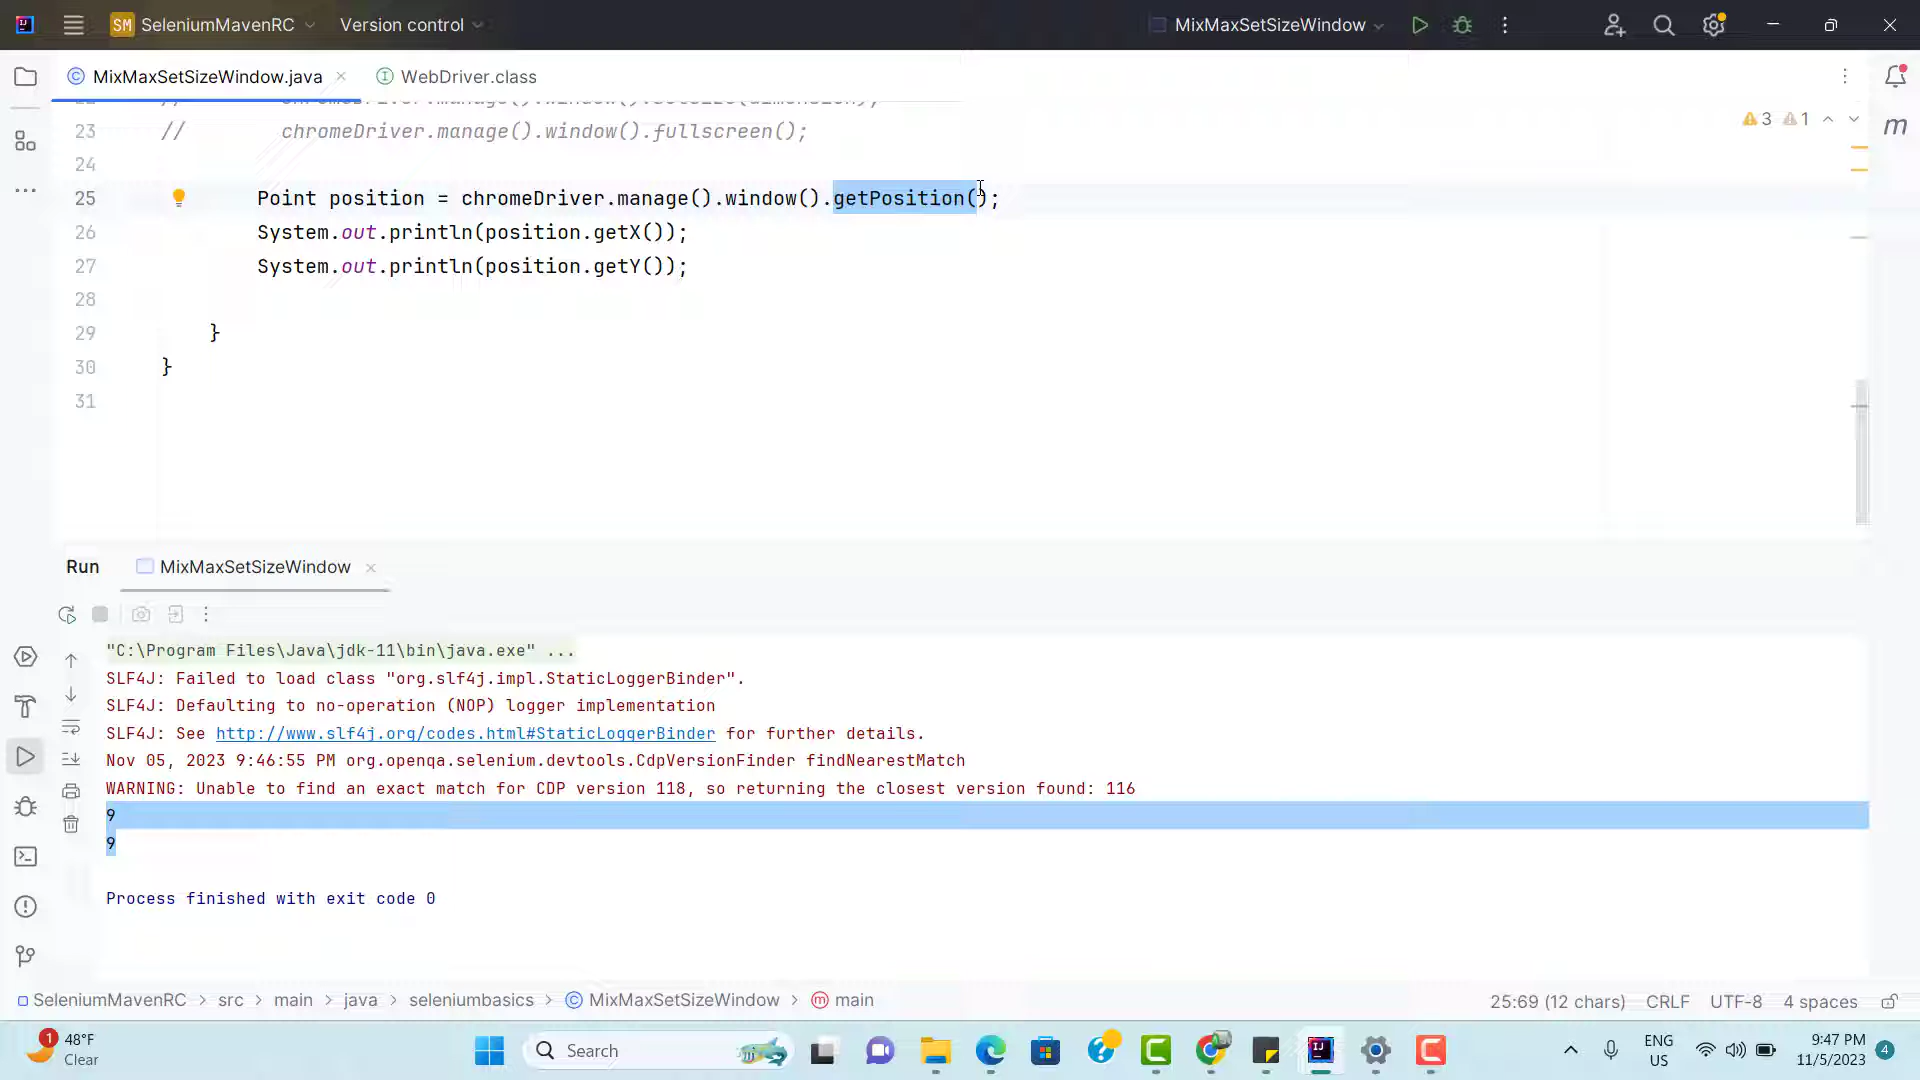 SM SeleniumMavenRC Version control MixMaxSetSizeWindow
MixMaxSetSizeWindow.java WebDriver.class
23 // chromeDriver.manage().window().fullscreen(); 3 1
24
25 Point position = chromeDriver.manage().window().getPosition();
26 System.out.println(position.getX());
27 System.out.println(position.getY());
28
29 }
30 }
31
Run MixMaxSetSizeWindow
"C:\Program Files\Java\jdk-11\bin\java.exe" ...
SLF4J: Failed to load class "org.slf4j.impl.StaticLoggerBinder".
SLF4J: Defaulting to no-operation (NOP) logger implementation
SLF4J: See http://www.slf4j.org/codes.html#StaticLoggerBinder for further details.
Nov 05, 2023 9:46:55 PM org.openqa.selenium.devtools.CdpVersionFinder findNearestMatch
WARNING: Unable to find an exact match for CDP version 118, so returning the closest version found: 116
9
9
Process finished with exit code 0
SeleniumMavenRC > src > main > java > seleniumbasics > MixMaxSetSizeWindow > main 25:69 (12 chars) CRLF UTF-8 4 spaces
1 48°F
Clear
Search
ENG
US
9:47 PM
11/5/2023
4